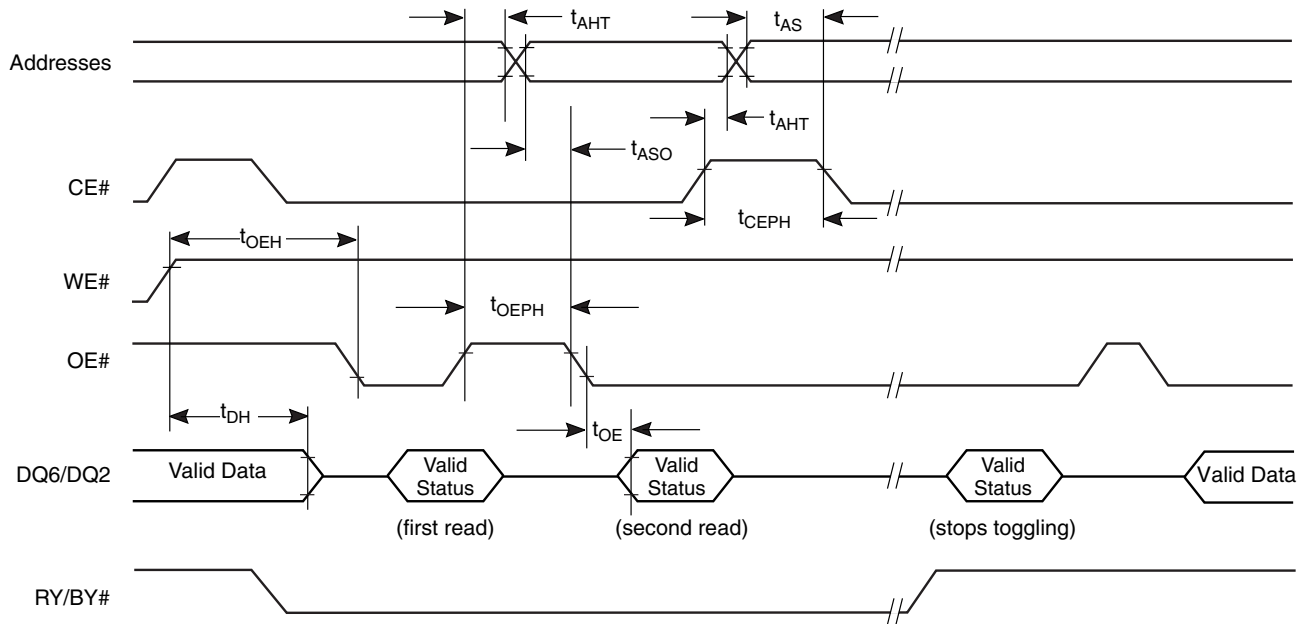 tAHT
tAS
Addresses
tAHT
tASO
CE#
tCEPH
tOEH
WE#
tOEPH
OE#
tDH
tOE
DQ6/DQ2
Valid Data
Valid
Status
Valid
Status
Valid
Status
Valid Data
(first read)
(second read)
(stops toggling)
RY/BY#